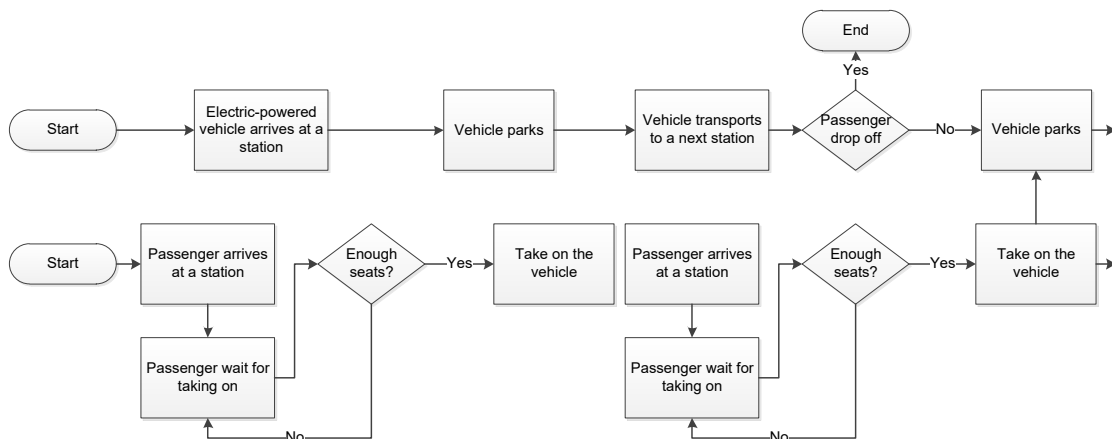 End
Yes
Start
Electric-powered
vehicle arrives at a
station
Vehicle parks
Vehicle transports
to a next station
Passenger
drop off
No
Vehicle parks
Start
Passenger arrives
at a station
Enough
seats?
Yes
Take on the
vehicle
Passenger arrives
at a station
Enough
seats?
Yes
Take on the
vehicle
Passenger wait for
taking on
Passenger wait for
taking on
No
No